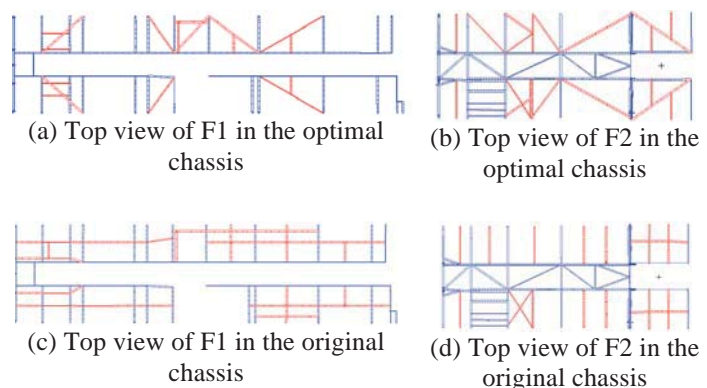 (a) Top view of F1 in the optimal
chassis
(b) Top view of F2 in the
optimal chassis
(c) Top view of F1 in the original
chassis
(d) Top view of F2 in the
original chassis